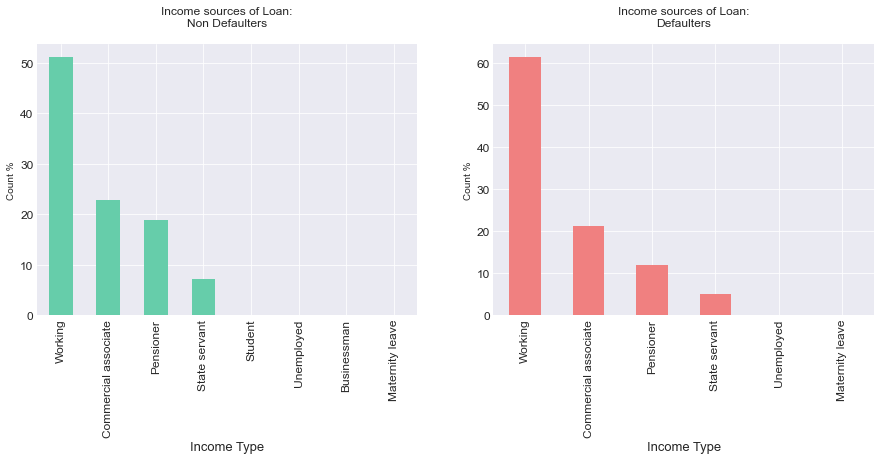 Income sources of Loan:
Non Defaulters
Count %
50
40
30
20
10
0
Working
Commercial associate
Pensioner
State servant
Student
Unemployed
Businessman
Maternity leave
Income Type
Income sources of Loan:
Defaulters
Count %
60
50
40
30
20
10
0
Working
Commercial associate
Pensioner
State servant
Unemployed
Maternity leave
Income Type